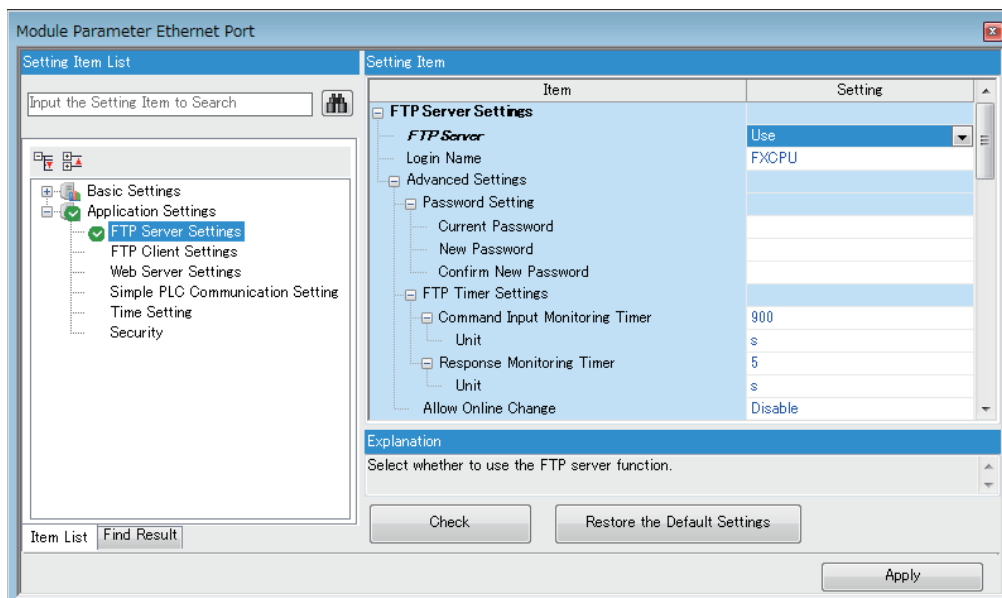 Module Parameter Ethernet Port
Setting Item List
Input the Setting Item to Search
Basic Settings
Application Settings
FTP Server Settings
FTP Client Settings
Web Server Settings
Simple PLC Communication Setting
Time Setting
Security
Item List
Find Result
Setting Item
Item Setting
FTP Server Settings
FTP Server Use
Login Name FXCPU
Advanced Settings
Password Setting
Current Password
New Password
Confirm New Password
FTP Timer Settings
Command Input Monitoring Timer 900
Unit s
Response Monitoring Timer 5
Unit s
Allow Online Change Disable
Explanation
Select whether to use the FTP server function.
Check Restore the Default Settings
Apply